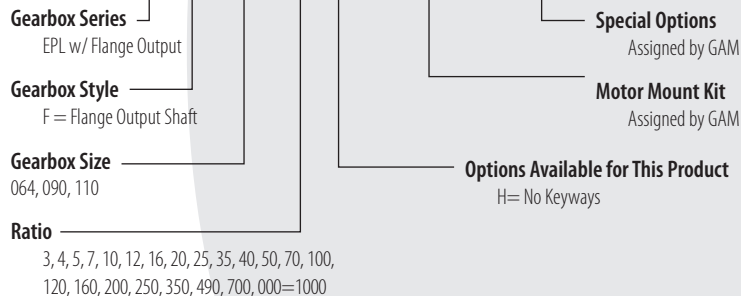 Gearbox Series
EPL w/ Flange Output
Gearbox Style
F = Flange Output Shaft
Gearbox Size
064, 090, 110
Ratio
3, 4, 5, 7, 10, 12, 16, 20, 25, 35, 40, 50, 70, 100,
120, 160, 200, 250, 350, 490, 700, 000=1000
Special Options
Assigned by GAM
Motor Mount Kit
Assigned by GAM
Options Available for This Product
H= No Keyways